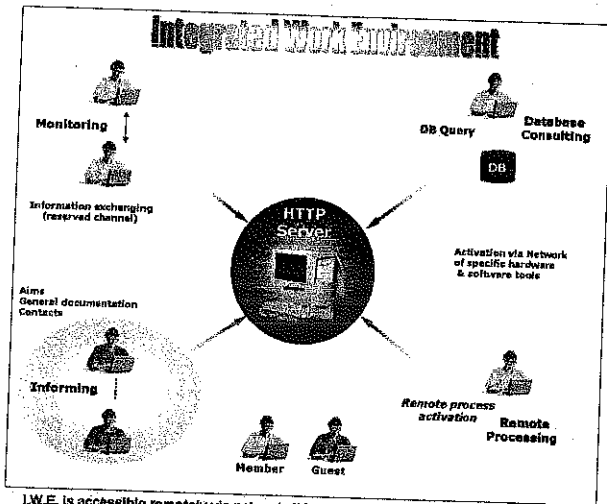 Integrated Work Environment
Monitoring
Information exchanging
(reserved channel)
DB Query
Database
Consulting
DB
HTTP
Server
Activation via Network
of specific hardware
& software tools
Aims
General documentation
Contacts
Informing
Remote process
activation
Remote
Processing
Member
Guest
I.W.E. is accessible remotely via